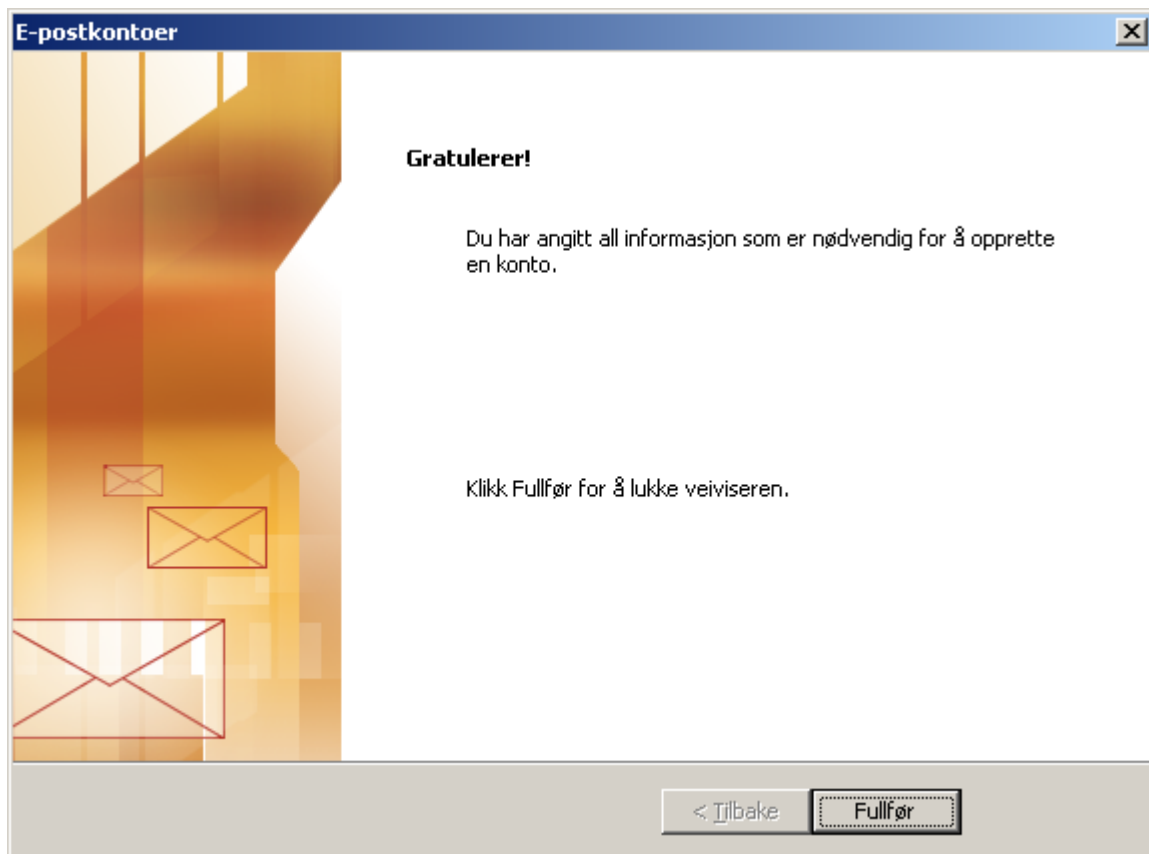 E-postkontoer
Gratulerer!
Du har angitt all informasjon som er nødvendig for å opprette
en konto.
Klikk Fullfør for å lukke veiviseren.
< Tilbake
Fullfør